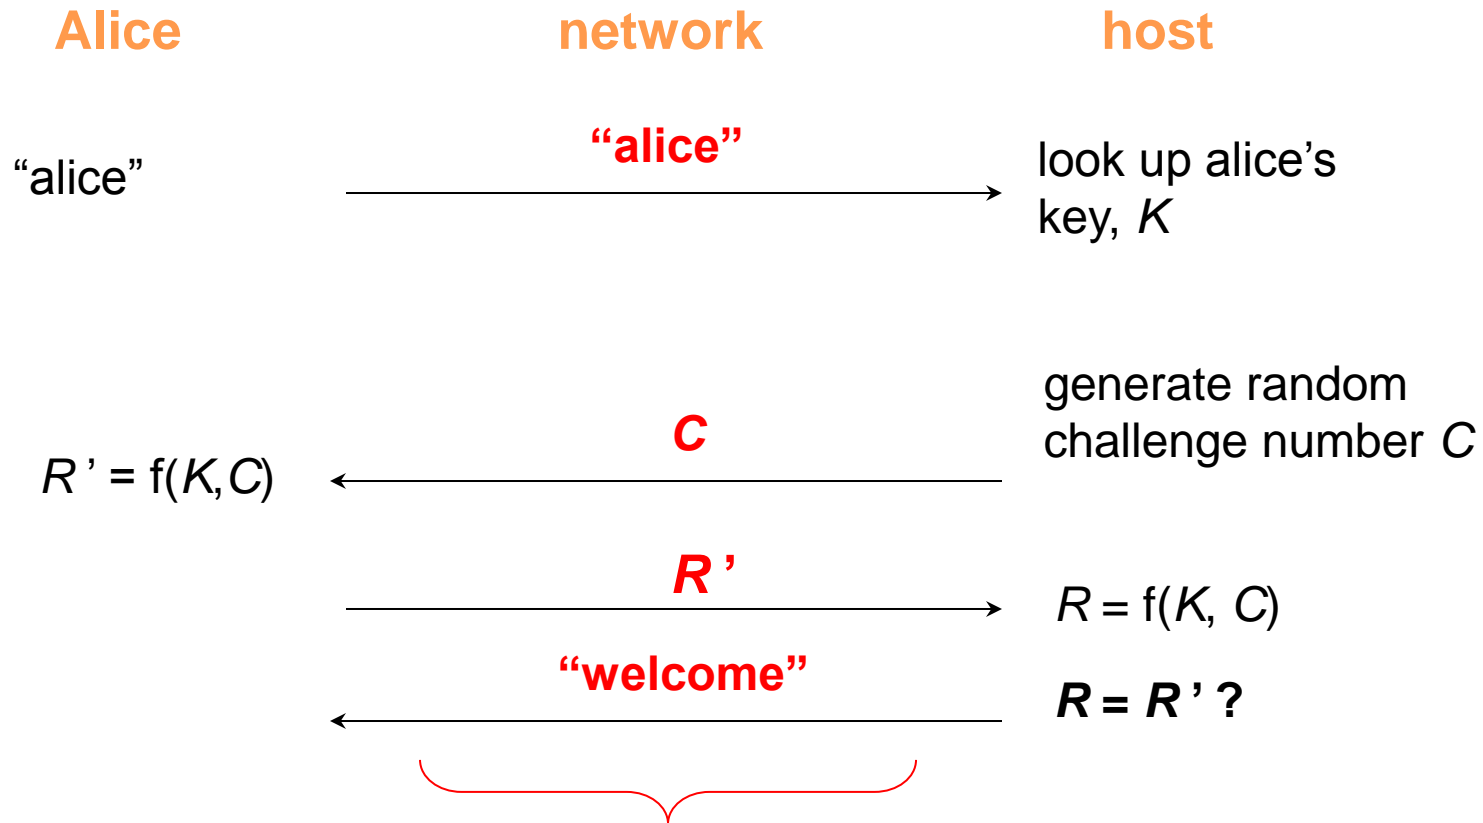 Alice network host
“alice”
“alice”
look up alice’s
key, K
generate random
challenge number C
C
R ’ = f(K,C)
R ’
R = f(K, C)
“welcome”
R = R ’ ?